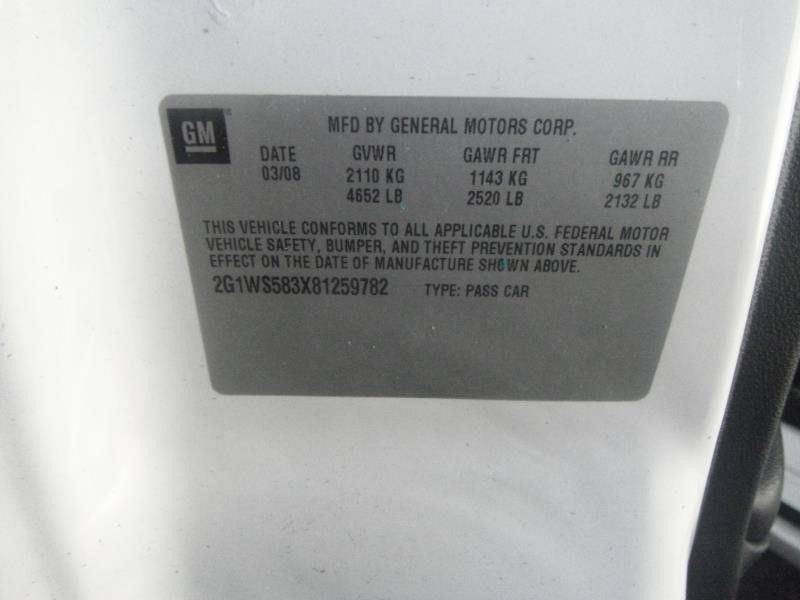 GM
MFD BY GENERAL MOTORS CORP.
DATE GVWR GAWR FRT GAWR RR
03/08 2110 KG 1143 KG 967 KG
4652 LB 2520 LB 2132 LB
THIS VEHICLE CONFORMS TO ALL APPLICABLE U.S. FEDERAL MOTOR
VEHICLE SAFETY, BUMPER, AND THEFT PREVENTION STANDARDS IN
EFFECT ON THE DATE OF MANUFACTURE SHOWN ABOVE.
2G1WS583X81259782 TYPE: PASS CAR